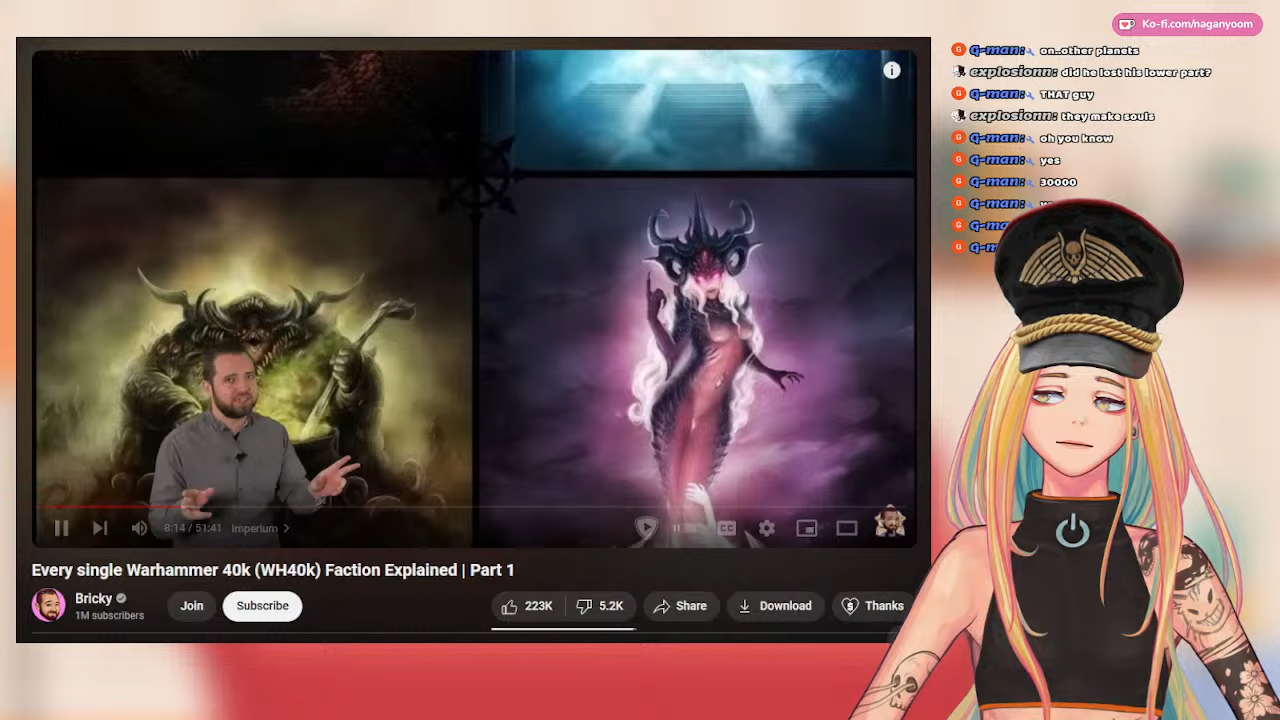 Ko-fi.com/naganyoom
G-man: on..other planets
explosionn: did he lost his lower part?
G-man: THAT guy
explosionn: they make souls
G-man: oh you know
G-man: yes
G-man: 30000
G-man:
8:14 / 51:41 Imperium >
CC
Every single Warhammer 40k (WH40k) Faction Explained | Part 1
Bricky
1M subscribers
Join
Subscribe
223K
5.2K
Share
Download
Thanks